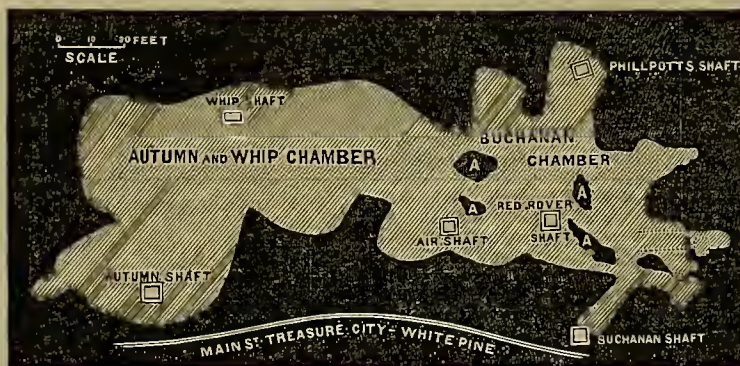 0 10 20 FEET
SCALE
PHILLPOTTS SHAFT
WHIP HAFT
BUCHANAN
AUTUMN AND WHIP CHAMBER
CHAMBER
A
A
A
RED ROVER
AIR SHAFT
SHAFT
A
UTUMN SHAFT
MAIN ST TREASURE CITY - WHITE PINE
BUCHANAN SHAFT